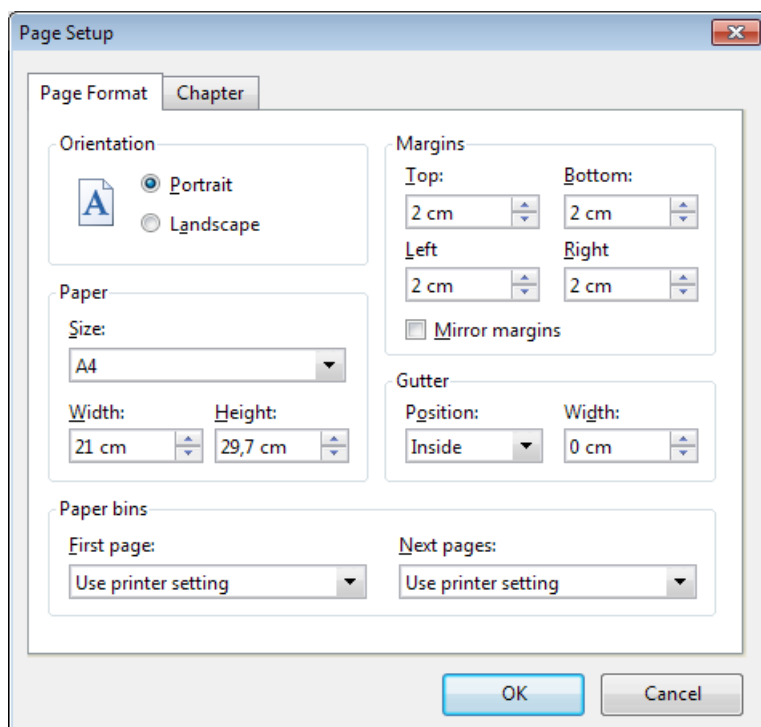 Page Setup
Page Format
Chapter
Orientation
A
Portrait
Landscape
Margins
Top:
Bottom:
2 cm
2 cm
Left
Right
2 cm
2 cm
Mirror margins
Paper
Size:
A4
Width:
Height:
21 cm
29,7 cm
Gutter
Position:
Width:
Inside
0 cm
Paper bins
First page:
Next pages:
Use printer setting
Use printer setting
OK
Cancel